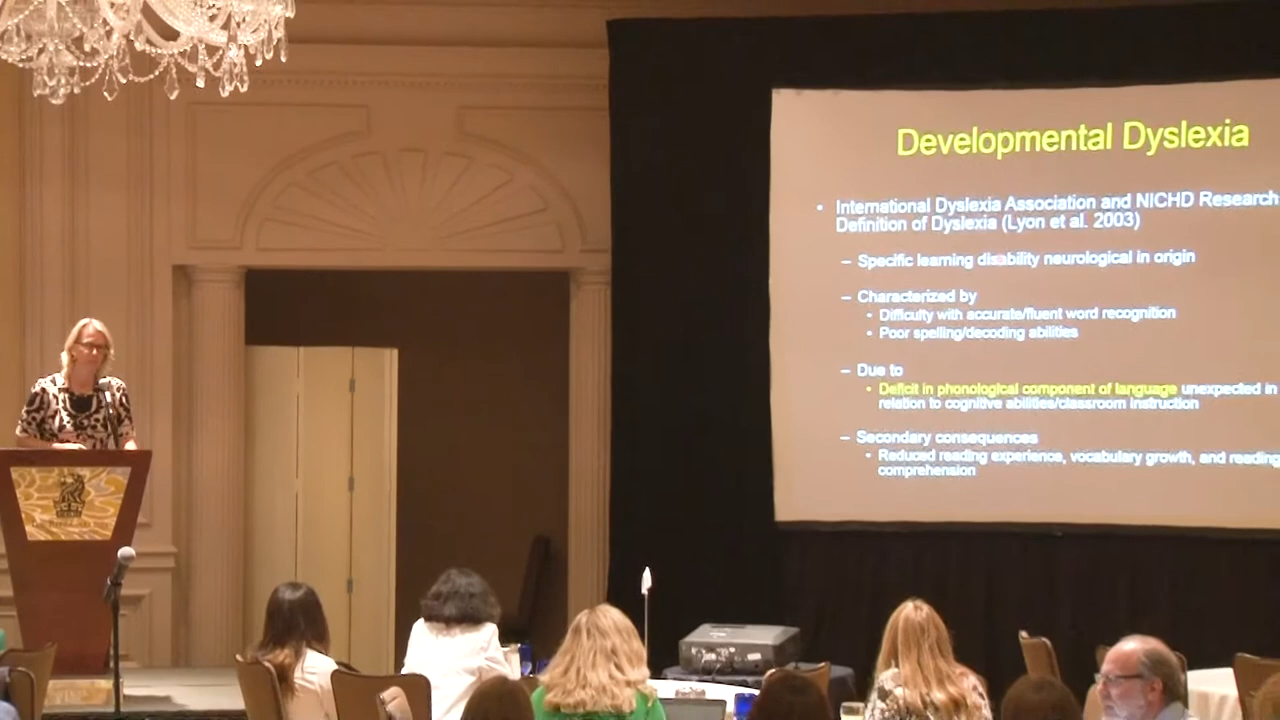 Developmental Dyslexia
• International Dyslexia Association and NICHD Research
Definition of Dyslexia (Lyon et al. 2003)
– Specific learning disability neurological in origin
– Characterized by
• Difficulty with accurate/fluent word recognition
• Poor spelling/decoding abilities
– Due to
• Deficit in phonological component of language unexpected in
relation to cognitive abilities/classroom instruction
– Secondary consequences
• Reduced reading experience, vocabulary growth, and reading
comprehension